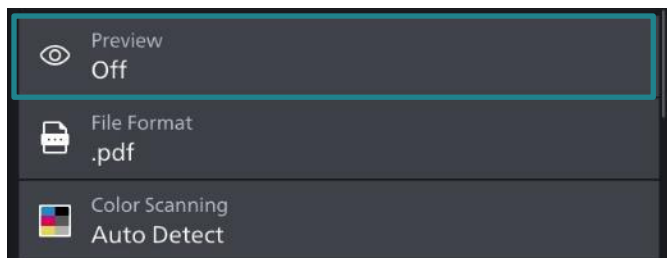 Preview
Off
File Format
.pdf
Color Scanning
Auto Detect